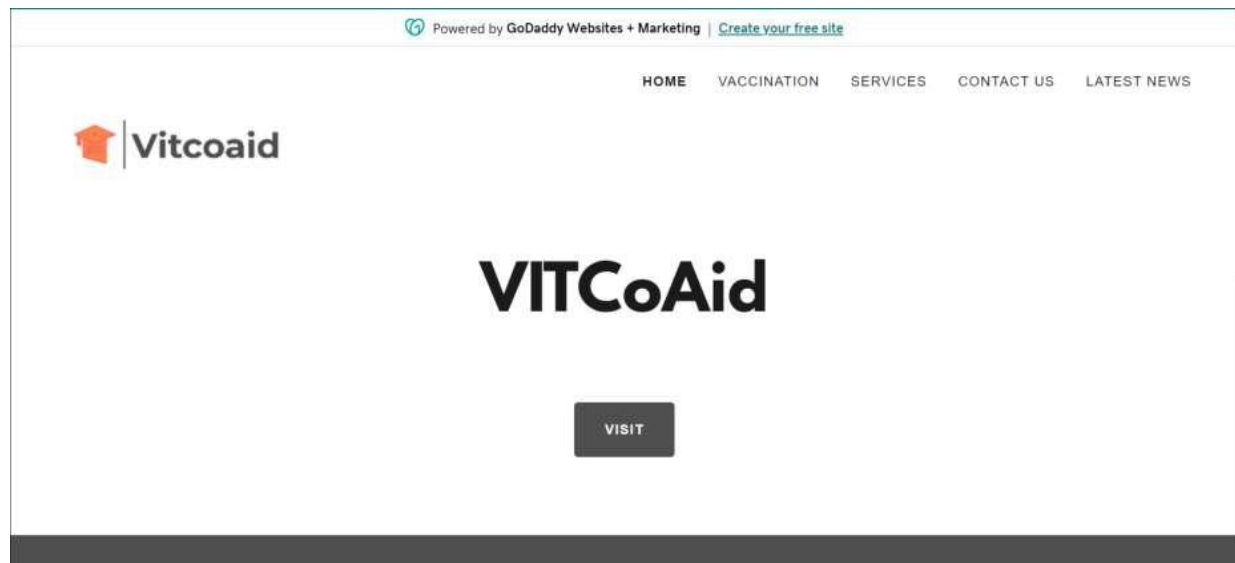 Powered by GoDaddy Websites + Marketing | Create your free site
HOME VACCINATION SERVICES CONTACT US LATEST NEWS
Vitcoaid
VITCoAid
VISIT